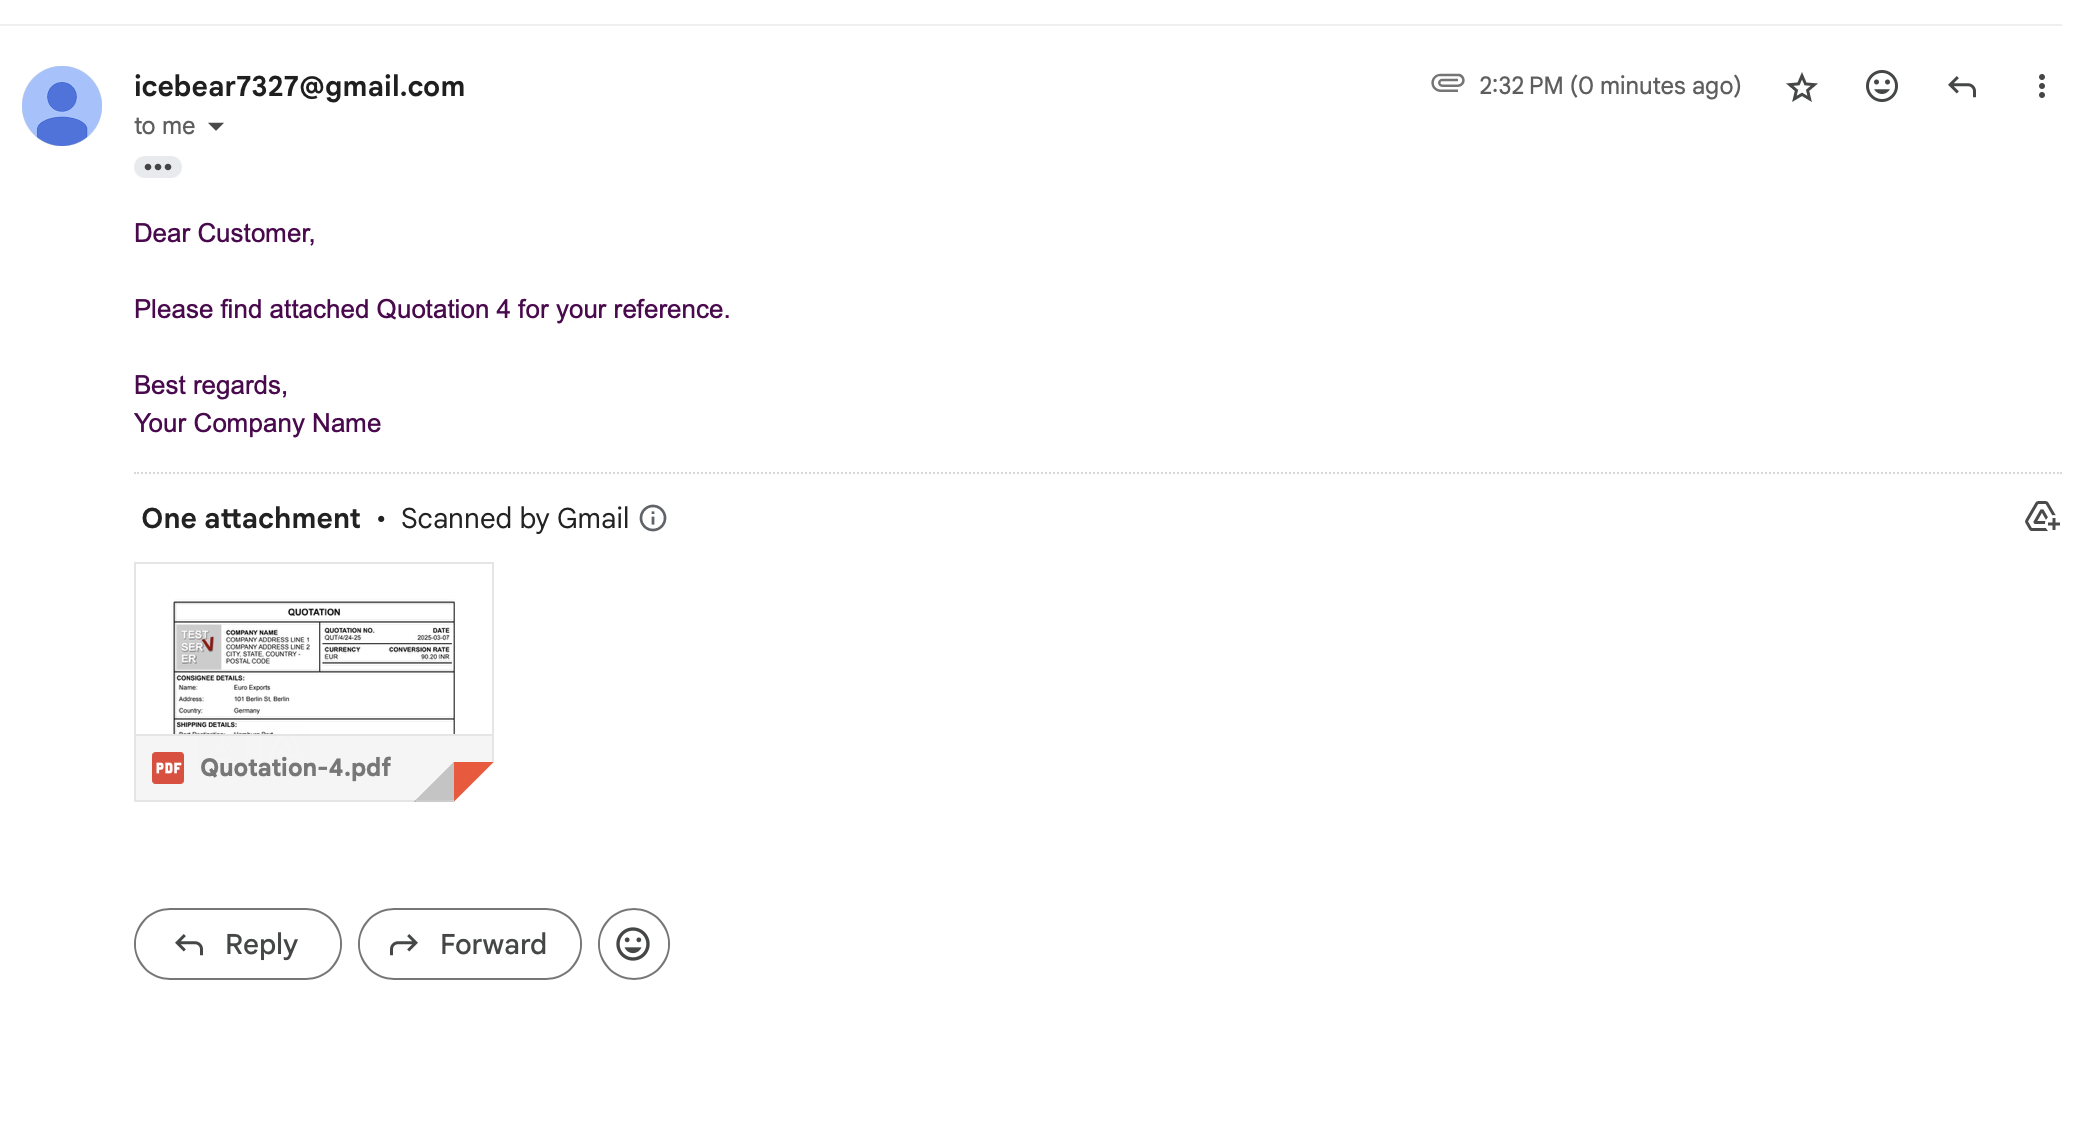 icebear7327@gmail.com
2:32 PM (0 minutes ago)
to me
Dear Customer,
Please find attached Quotation 4 for your reference.
Best regards,
Your Company Name
One attachment • Scanned by Gmail
QUOTATION
TEST
SER
ER
COMPANY NAME
COMPANY ADDRESS LINE 1
COMPANY ADDRESS LINE 2
CITY, STATE, COUNTRY -
POSTAL CODE
QUOTATION NO. DATE
QUT/4/24-25 2025-03-07
CURRENCY CONVERSION RATE
EUR 90.20 INR
CONSIGNEE DETAILS:
Name: Euro Exports
Address: 101 Berlin St, Berlin
Country: Germany
SHIPPING DETAILS:
PDF Quotation-4.pdf
Reply Forward